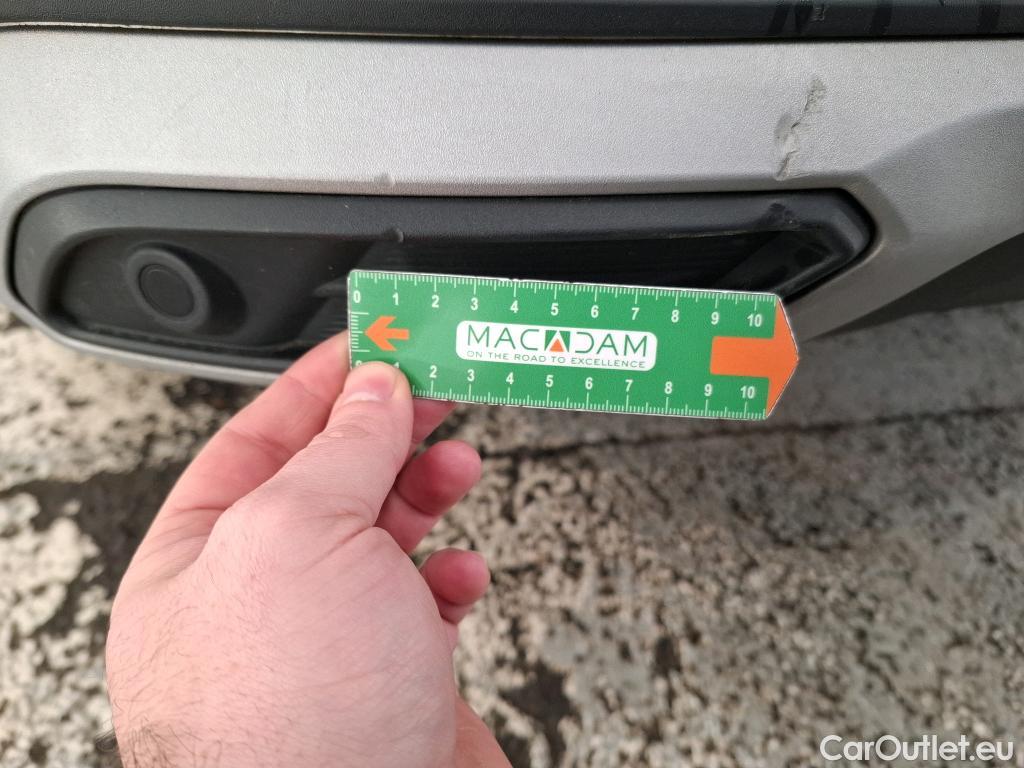 0 1 2 3 4 5 6 7 8 9 10
MACADAM
ON THE ROAD TO EXCELLENCE
2 3 4 5 6 7 8 9 10
CarOutlet.eu